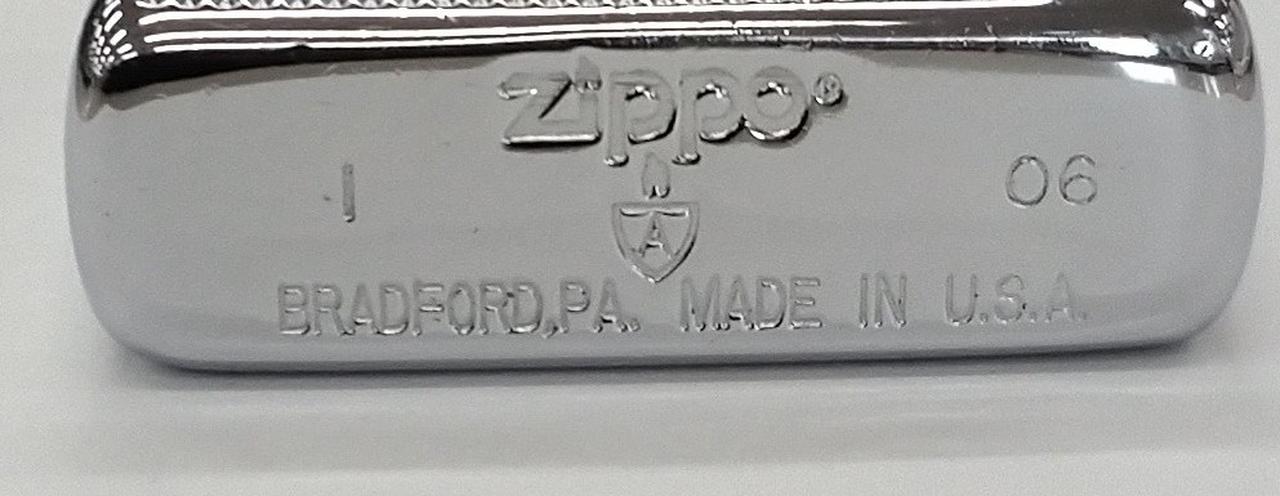 zippo®
I 06
A
BRADFORD,PA. MADE IN U.S.A.